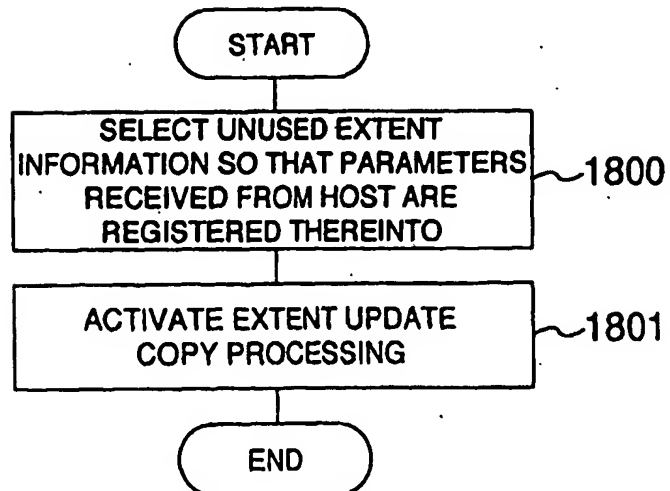 START
SELECT UNUSED EXTENT
INFORMATION SO THAT PARAMETERS
RECEIVED FROM HOST ARE
REGISTERED THEREINTO
1800
ACTIVATE EXTENT UPDATE
COPY PROCESSING
1801
END